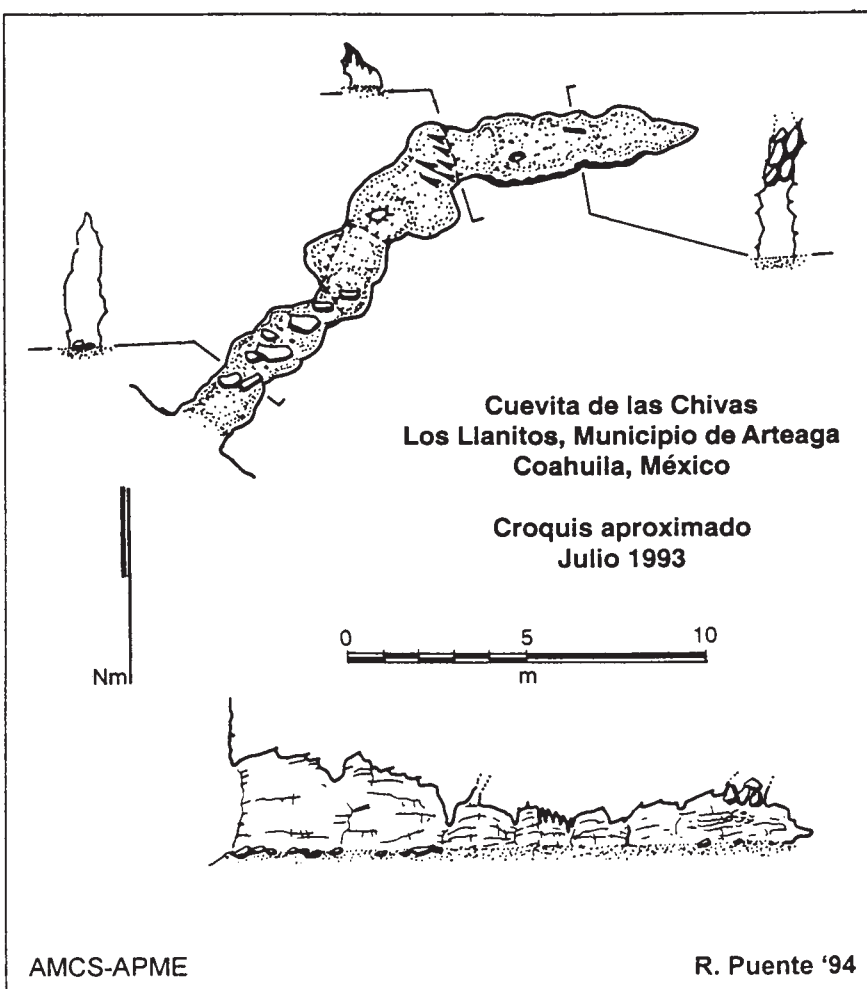 Cuevita de las Chivas
Los Llanitos, Municipio de Arteaga
Coahuila, México
Croquis aproximado
Julio 1993
Nm
0 5 10
m
AMCS-APME
R. Puente '94